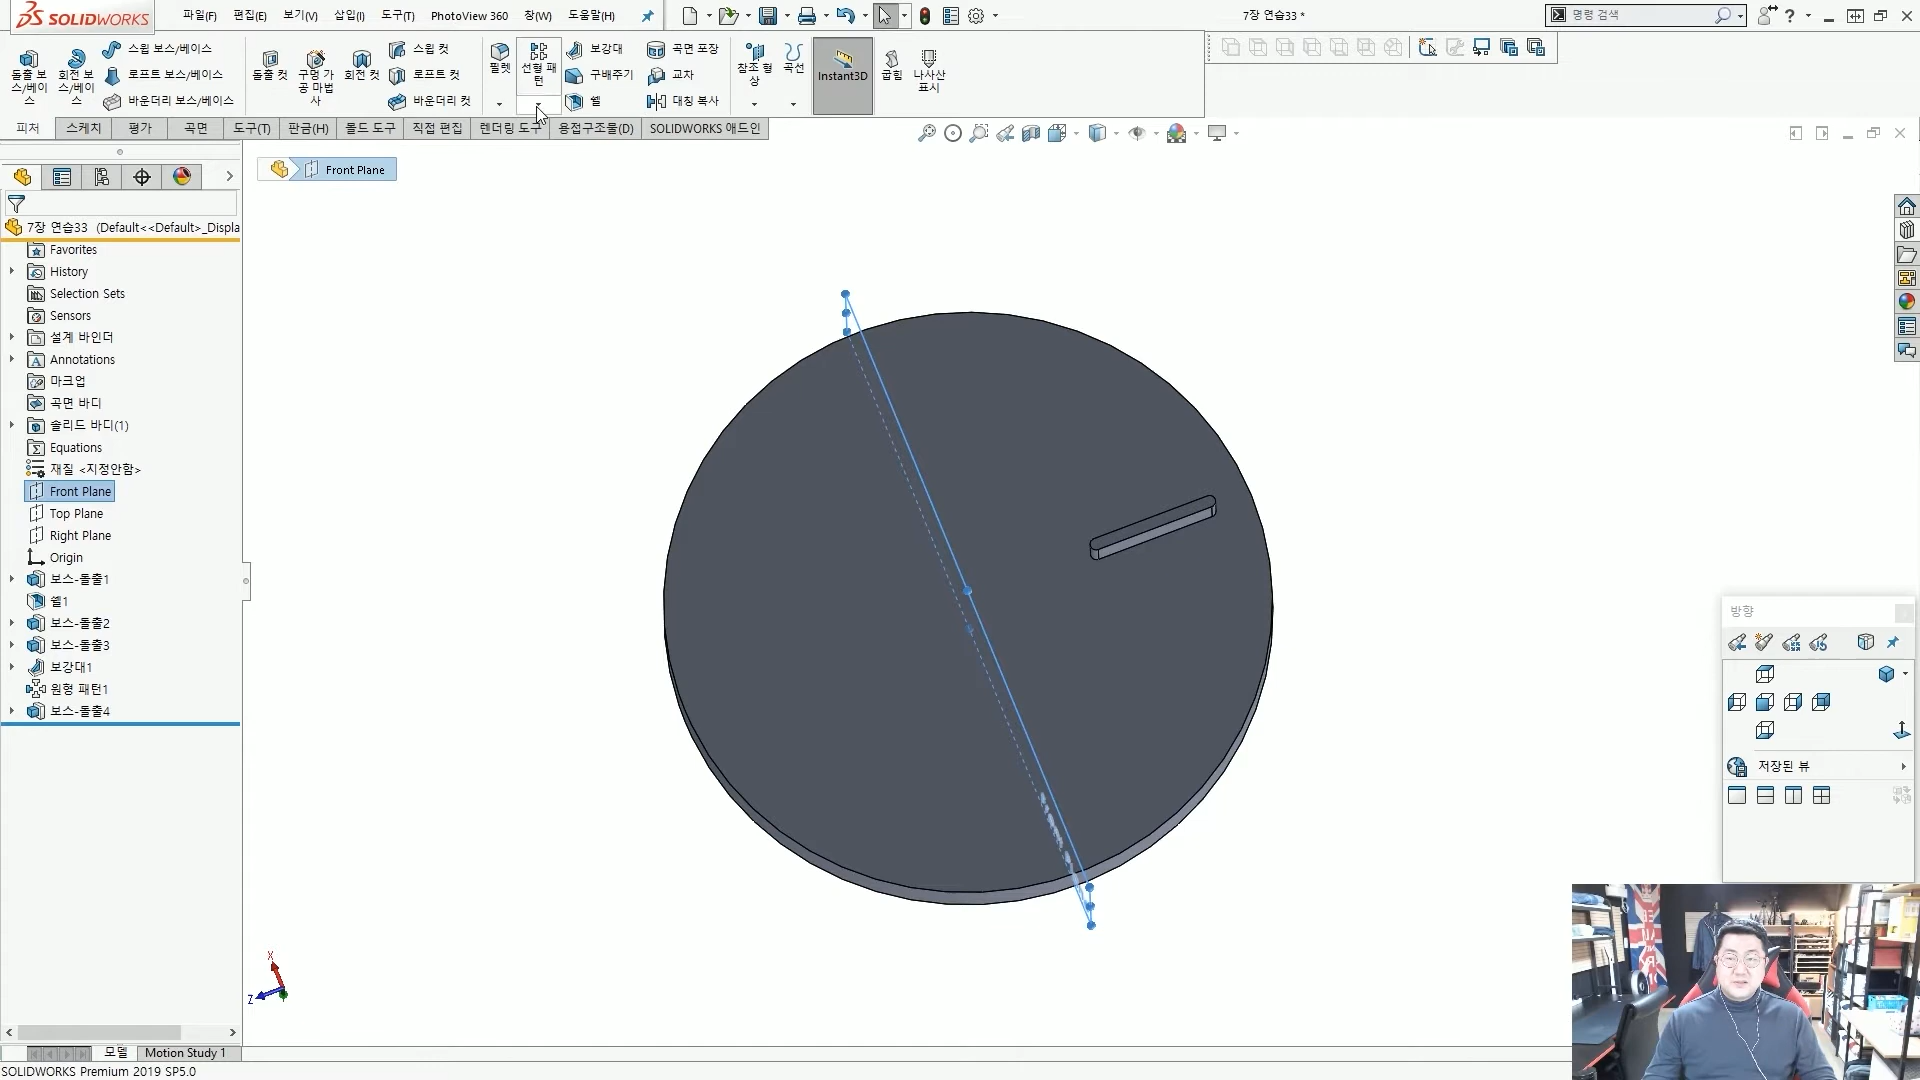 SOLIDWORKS
파일(F)
편집(E)
보기(V)
삽입(I)
도구(T)
PhotoView 360
창(W)
도움말(H)
7장 연습33 *
명령 검색
돌출 보스/베이스
회전 보스/베이스
스윕 보스/베이스
로프트 보스/베이스
바운더리 보스/베이스
돌출 컷
구멍 가공 마법사
회전 컷
스윕 컷
로프트 컷
바운더리 컷
필렛
선형 패턴
보강대
구배주기
쉘
곡면 포장
교차
대칭 복사
참조 형상
곡선
Instant3D
굽힘
나사산 표시
피처
스케치
평가
곡면
도구(T)
판금(H)
몰드 도구
직접 편집
렌더링 도구
용접구조물(D)
SOLIDWORKS 애드인
Front Plane
7장 연습33 (Default<<Default>_Displa
Favorites
History
Selection Sets
Sensors
설계 바인더
Annotations
마크업
곡면 바디
솔리드 바디(1)
Equations
재질 <지정안함>
Front Plane
Top Plane
Right Plane
Origin
보스-돌출1
쉘1
보스-돌출2
보스-돌출3
보강대1
원형 패턴1
보스-돌출4
방향
저장된 뷰
X
Z
모델
Motion Study 1
SOLIDWORKS Premium 2019 SP5.0